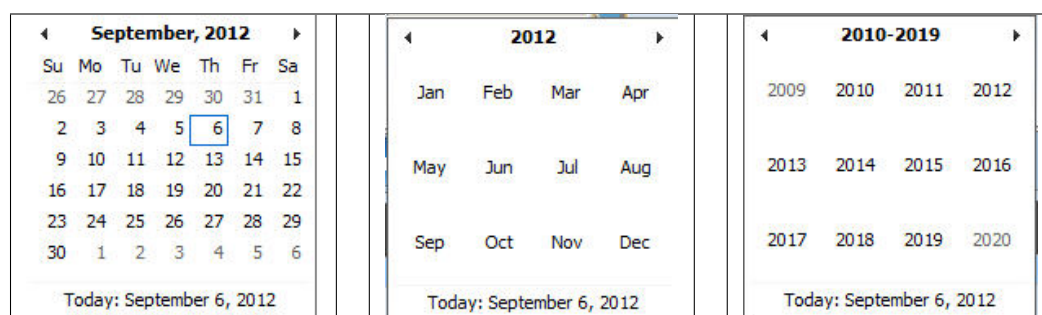 September, 2012
Su Mo Tu We Th Fr Sa
26 27 28 29 30 31 1
2 3 4 5 6 7 8
9 10 11 12 13 14 15
16 17 18 19 20 21 22
23 24 25 26 27 28 29
30 1 2 3 4 5 6
Today: September 6, 2012
2012
Jan Feb Mar Apr
May Jun Jul Aug
Sep Oct Nov Dec
Today: September 6, 2012
2010-2019
2009 2010 2011 2012
2013 2014 2015 2016
2017 2018 2019 2020
Today: September 6, 2012